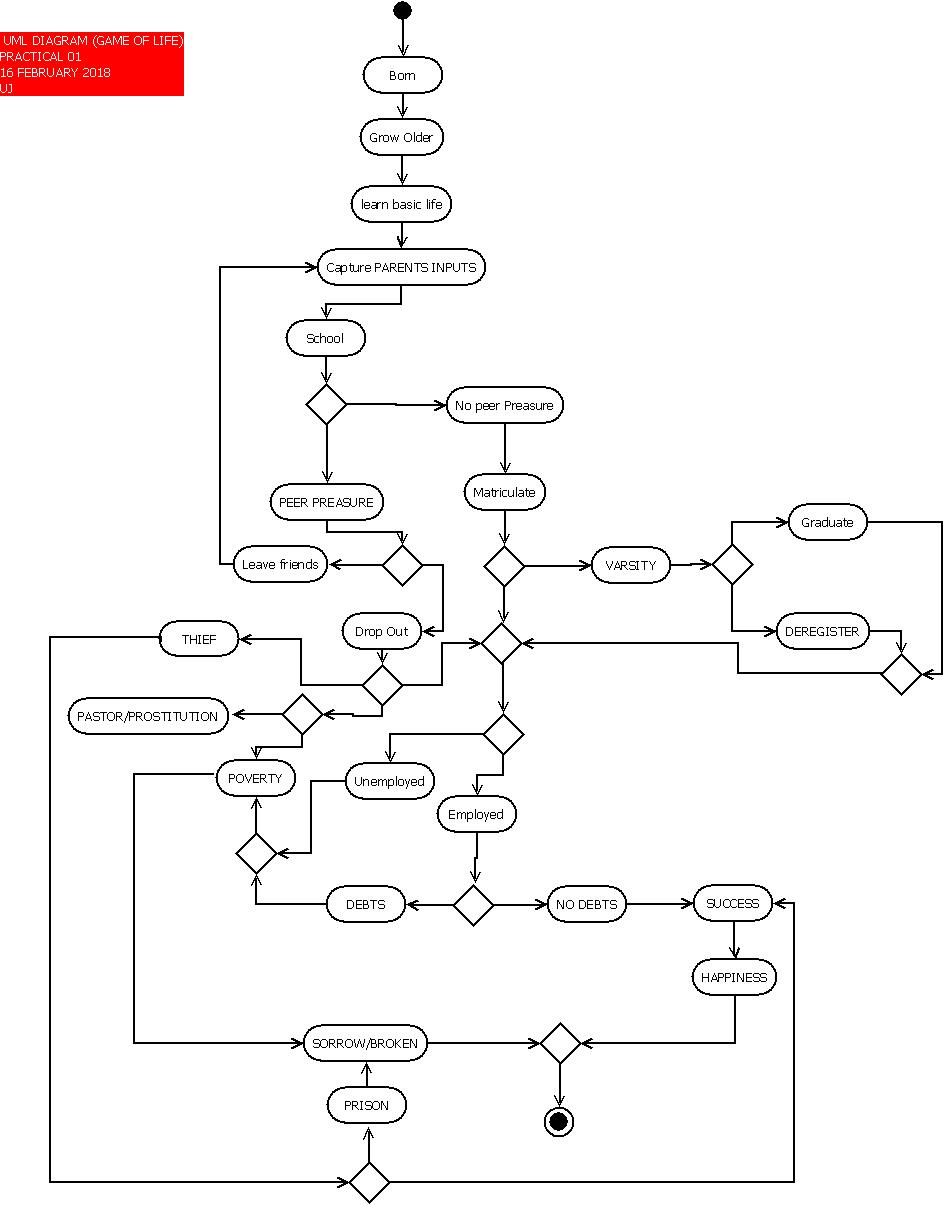 UML DIAGRAM (GAME OF LIFE)
PRACTICAL 01
16 FEBRUARY 2018
UJ
Born
Grow Older
learn basic life
Capture PARENTS INPUTS
School
No peer Preasure
PEER PREASURE
Matriculate
Graduate
Leave friends
VARSITY
Drop Out
DEREGISTER
THIEF
PASTOR/PROSTITUTION
POVERTY
Unemployed
Employed
DEBTS
NO DEBTS
SUCCESS
HAPPINESS
SORROW/BROKEN
PRISON